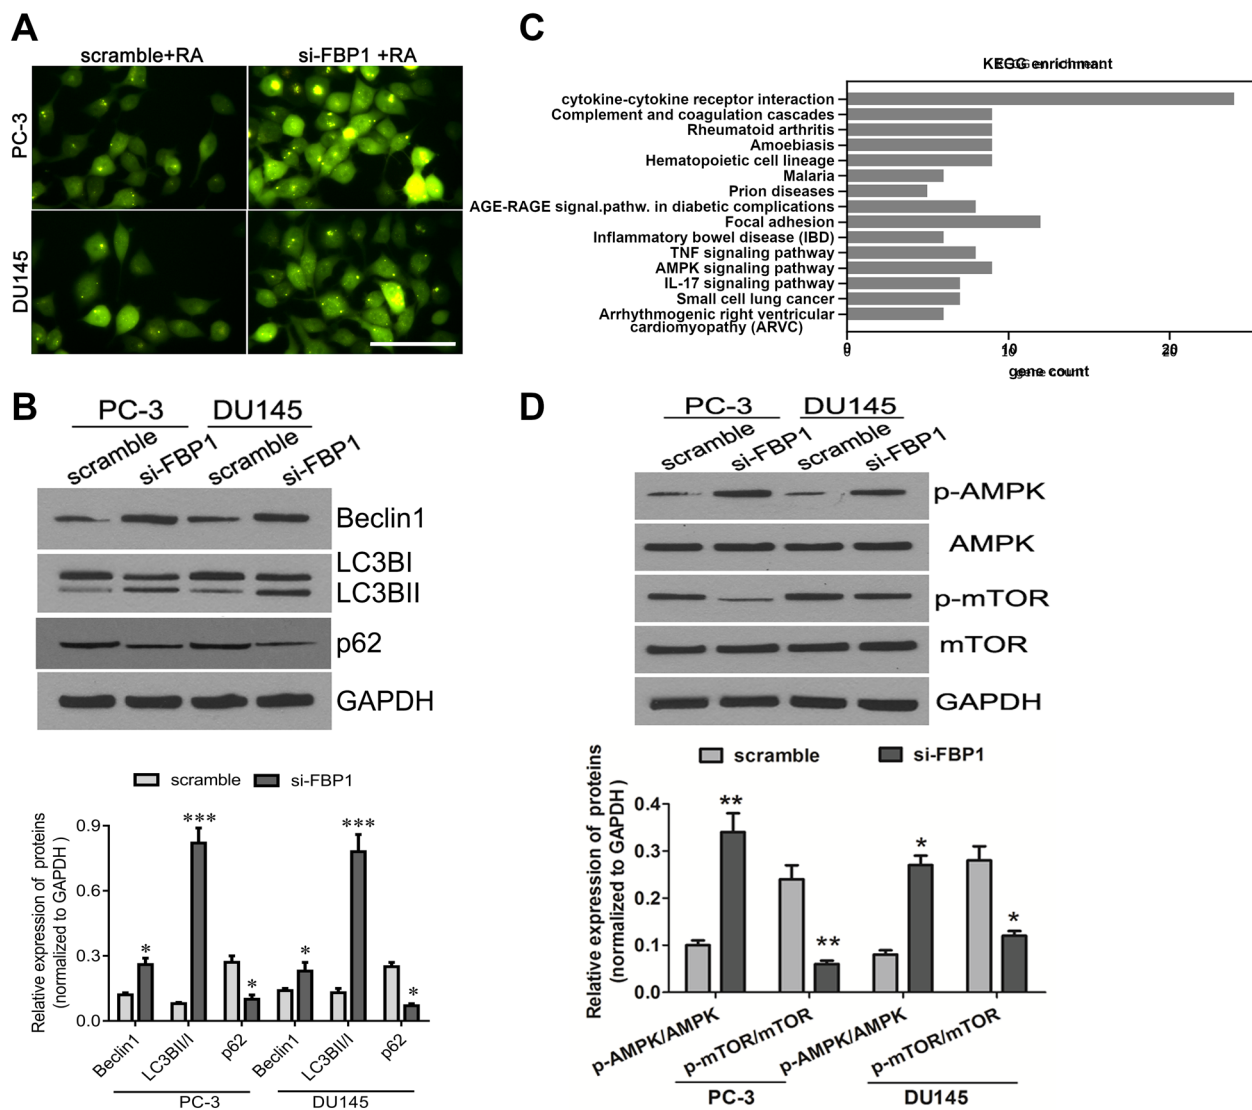 A
scramble+RA
si-FBP1 +RA
PC-3
DU145
B
PC-3
DU145
scramble
si-FBP1
scramble
si-FBP1
Beclin1
LC3BI
LC3BII
p62
GAPDH
scramble
si-FBP1
Relative expression of proteins
(normalized to GAPDH )
0.9
0.6
0.3
0.0
***
***
*
*
*
*
Beclin1
LC3BII/I
p62
Beclin1
LC3BII/I
p62
PC-3
DU145
C
KEGG enrichment
cytokine-cytokine receptor interaction
Complement and coagulation cascades
Rheumatoid arthritis
Amoebiasis
Hematopoietic cell lineage
Malaria
Prion diseases
AGE-RAGE signal.pathw. in diabetic complications
Focal adhesion
Inflammatory bowel disease (IBD)
TNF signaling pathway
AMPK signaling pathway
IL-17 signaling pathway
Small cell lung cancer
Arrhythmogenic right ventricular
cardiomyopathy (ARVC)
0
10
20
gene count
D
PC-3
DU145
scramble
si-FBP1
scramble
si-FBP1
p-AMPK
AMPK
p-mTOR
mTOR
GAPDH
scramble
si-FBP1
Relative expression of proteins
(normalized to GAPDH)
0.4
0.3
0.2
0.1
0.0
**
**
*
*
p-AMPK/AMPK
p-mTOR/mTOR
p-AMPK/AMPK
p-mTOR/mTOR
PC-3
DU145